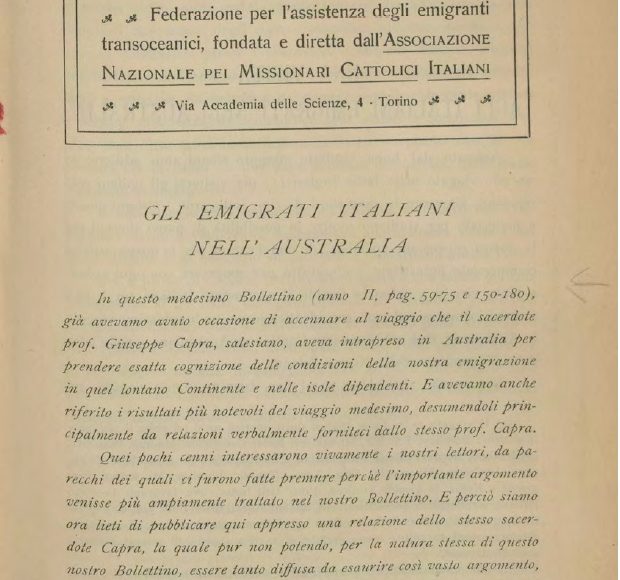 Federazione per l'assistenza degli emigranti
transoceanici, fondata e diretta dall'ASSOCIAZIONE
NAZIONALE PEI MISSIONARI CATTOLICI ITALIANI
Via Accademia delle Scienze, 4 - Torino
GLI EMIGRATI ITALIANI
NELL' AUSTRALIA
In questo medesimo Bollettino (anno II, pag. 59-75 e 150-180),
già avevamo avuto occasione di accennare al viaggio che il sacerdote
prof. Giuseppe Capra, salesiano, aveva intrapreso in Australia per
prendere esatta cognizione delle condizioni della nostra emigrazione
in quel lontano Continente e nelle isole dipendenti. E avevamo anche
riferito i risultati più notevoli del viaggio medesimo, desumendoli prin-
cipalmente da relazioni verbalmente forniteci dallo stesso prof. Capra.
Quei pochi cenni interessarono vivamente i nostri lettori, da pa-
recchi dei quali ci furono fatte premure perchè l'importante argomento
venisse più ampiamente trattato nel nostro Bollettino. E perciò siamo
ora lieti di pubblicare qui appresso una relazione dello stesso sacer-
dote Capra, la quale pur non potendo, per la natura stessa di questo
nostro Bollettino, essere tanto diffusa da esaurire così vasto argomento,